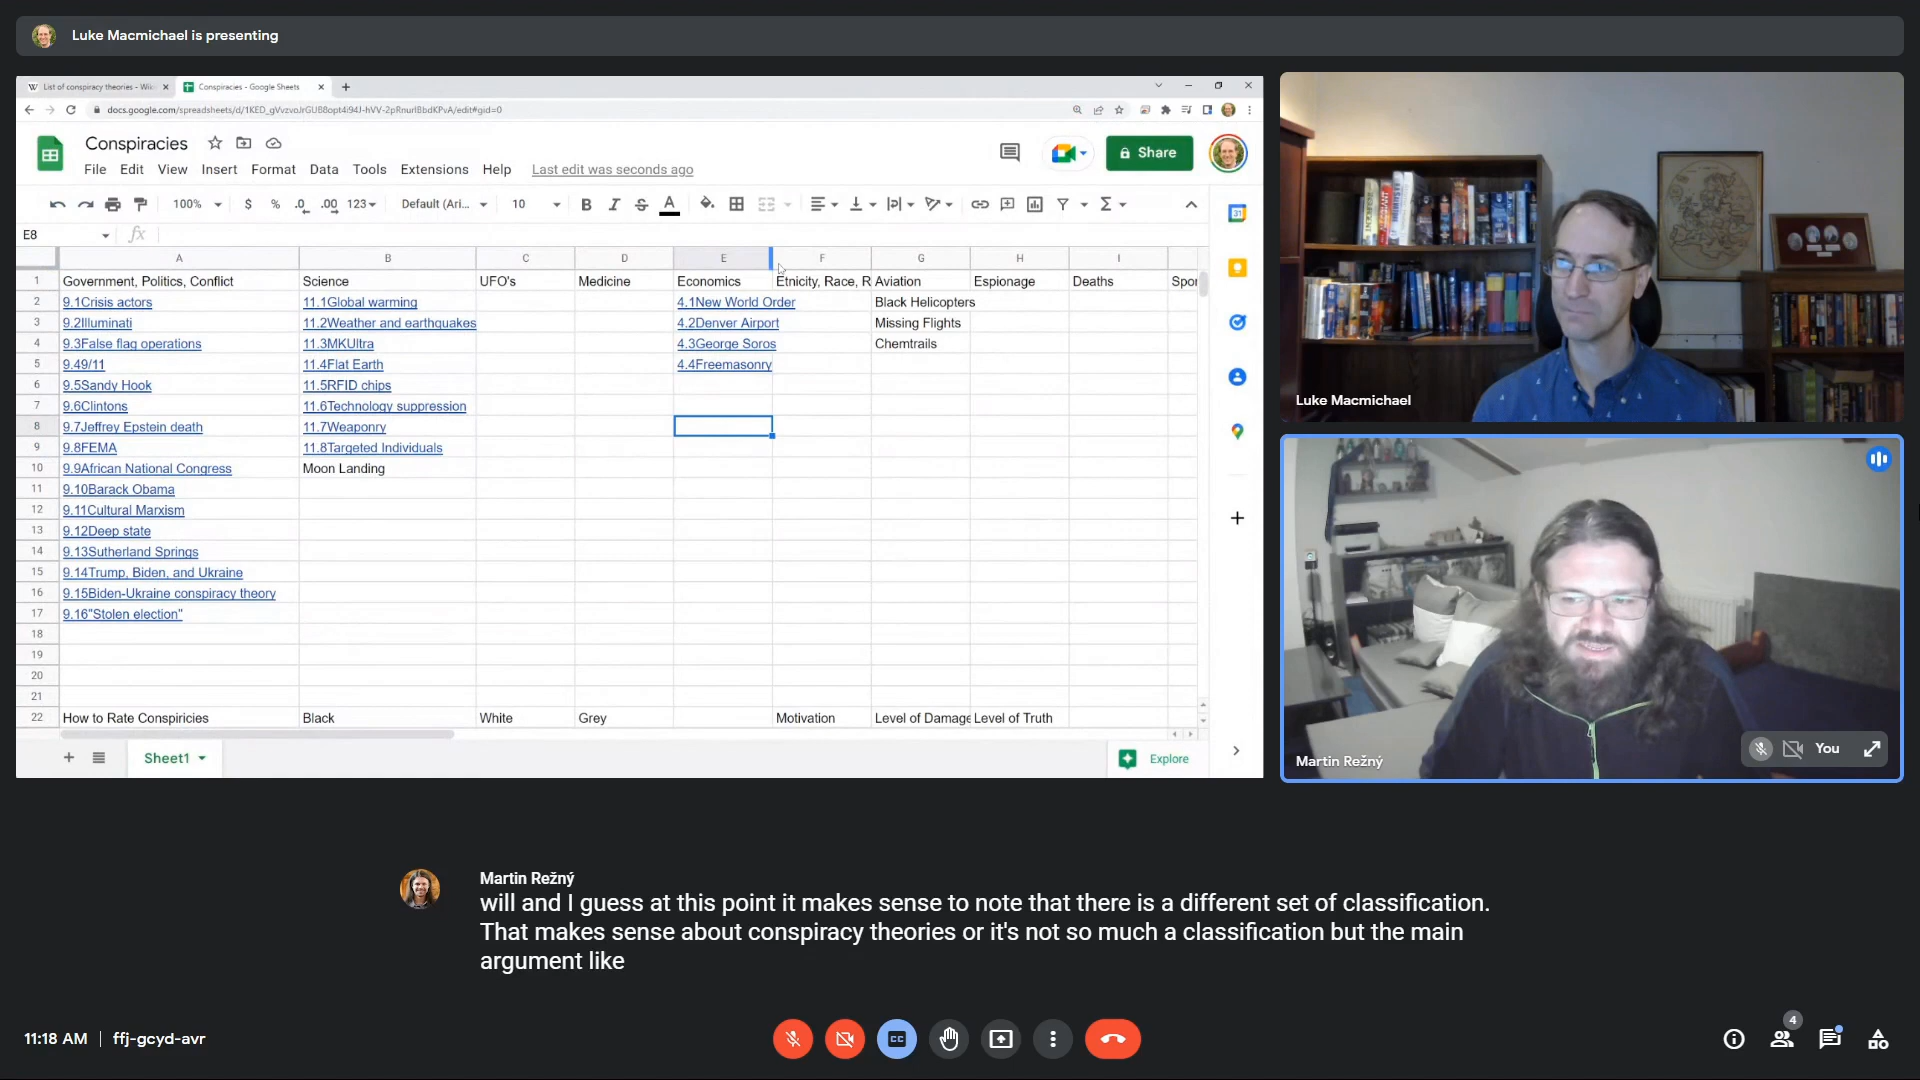 Luke Macmichael is presenting
List of conspiracy theories - Wiki
Conspiracies - Google Sheets
Conspiracies
Share
File Edit View Insert Format Data Tools Extensions Help Last edit was seconds ago
100% $ % .0 .00 123 Default (Ari... 10 B I S A
E8 fx
A B C D E F G H I
1 Government, Politics, Conflict Science UFO's Medicine Economics Etnicity, Race, R Aviation Espionage Deaths Spor
2 9.1Crisis actors 11.1Global warming 4.1New World Order Black Helicopters
3 9.2Illuminati 11.2Weather and earthquakes 4.2Denver Airport Missing Flights
4 9.3False flag operations 11.3MKUltra 4.3George Soros Chemtrails
5 9.49/11 11.4Flat Earth 4.4Freemasonry
6 9.5Sandy Hook 11.5RFID chips
7 9.6Clintons 11.6Technology suppression
8 9.7Jeffrey Epstein death 11.7Weaponry
9 9.8FEMA 11.8Targeted Individuals
10 9.9African National Congress Moon Landing
11 9.10Barack Obama
12 9.11Cultural Marxism
13 9.12Deep state
14 9.13Sutherland Springs
15 9.14Trump, Biden, and Ukraine
16 9.15Biden-Ukraine conspiracy theory
17 9.16"Stolen election"
18
19
20
21
22 How to Rate Conspiricies Black White Grey Motivation Level of Damage Level of Truth
Sheet1
Explore
31
Luke Macmichael
Martin Režný
You
Martin Režný
will and I guess at this point it makes sense to note that there is a different set of classification.
That makes sense about conspiracy theories or it's not so much a classification but the main
argument like
11:18 AM | ffj-gcyd-avr
CC
4